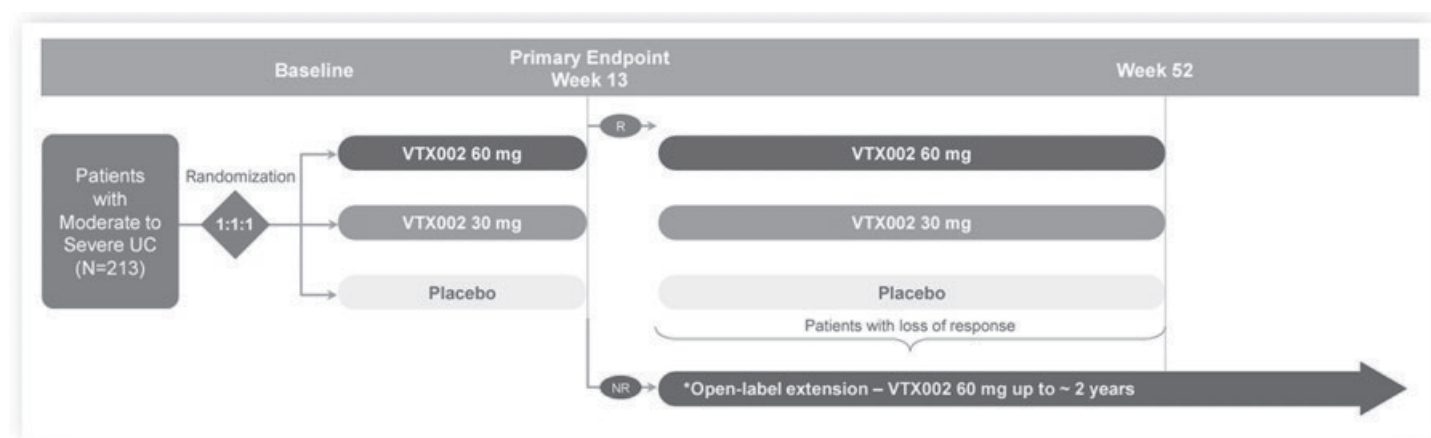 Baseline
Primary Endpoint
Week 13
Week 52
Patients
with
Moderate to
Severe UC
(N=213)
Randomization
1:1:1
VTX002 60 mg
VTX002 30 mg
Placebo
R
VTX002 60 mg
VTX002 30 mg
Placebo
Patients with loss of response
NR
*Open-label extension – VTX002 60 mg up to ~ 2 years